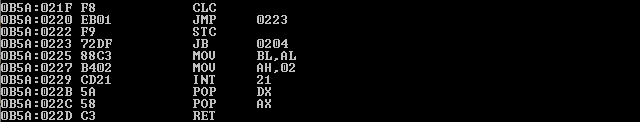 0B5A:021F F8            CLC
0B5A:0220 EB01          JMP     0223
0B5A:0222 F9            STC
0B5A:0223 72DF          JB      0204
0B5A:0225 88C3          MOV     BL,AL
0B5A:0227 B402          MOV     AH,02
0B5A:0229 CD21          INT     21
0B5A:022B 5A            POP     DX
0B5A:022C 58            POP     AX
0B5A:022D C3            RET